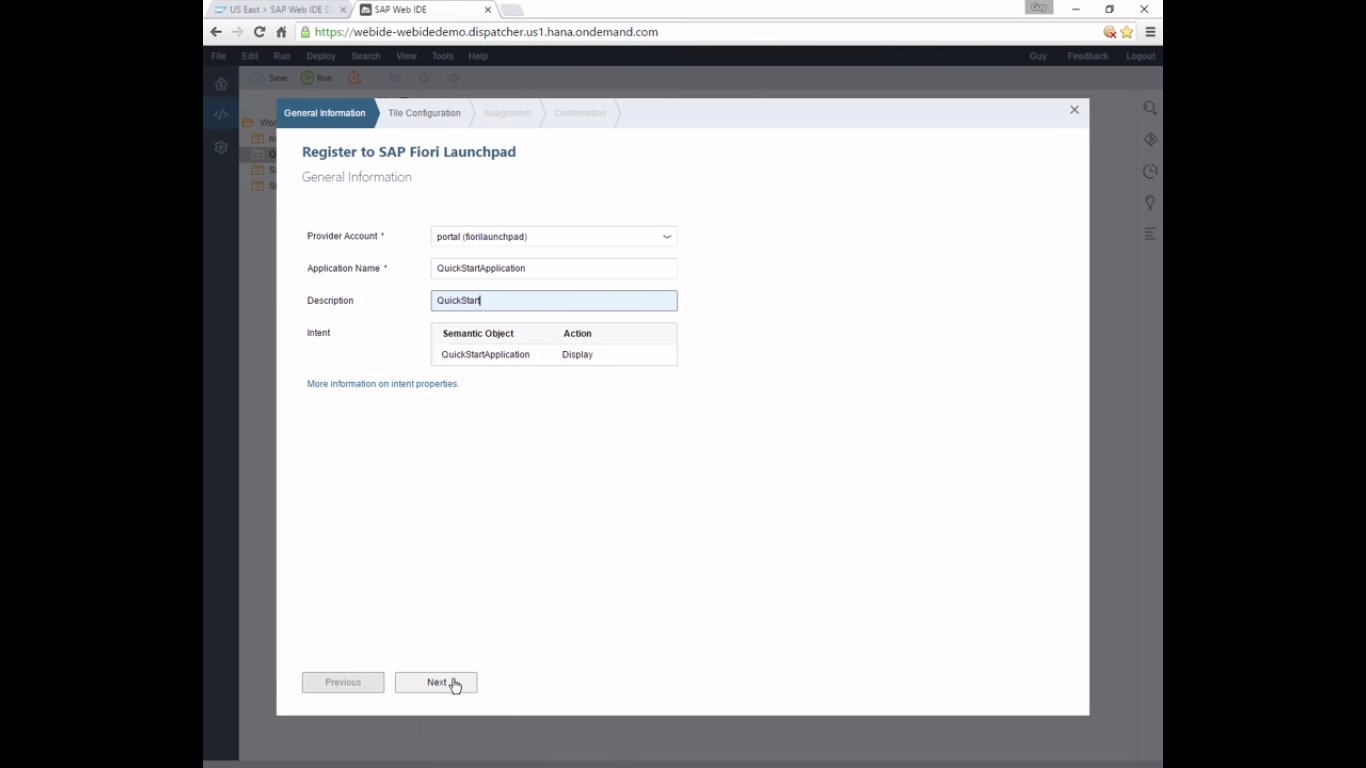 US East > SAP Web IDE D
SAP Web IDE
Guy
https://webide-webidedemo.dispatcher.us1.hana.ondemand.com
File Edit Run Deploy Search View Tools Help Guy Feedback Logout
Save Run
General Information Tile Configuration Assignment Confirmation
Register to SAP Fiori Launchpad
General Information
Provider Account * portal (fiorilaunchpad)
Application Name * QuickStartApplication
Description QuickStart
Intent Semantic Object Action
QuickStartApplication Display
More information on intent properties.
Previous Next